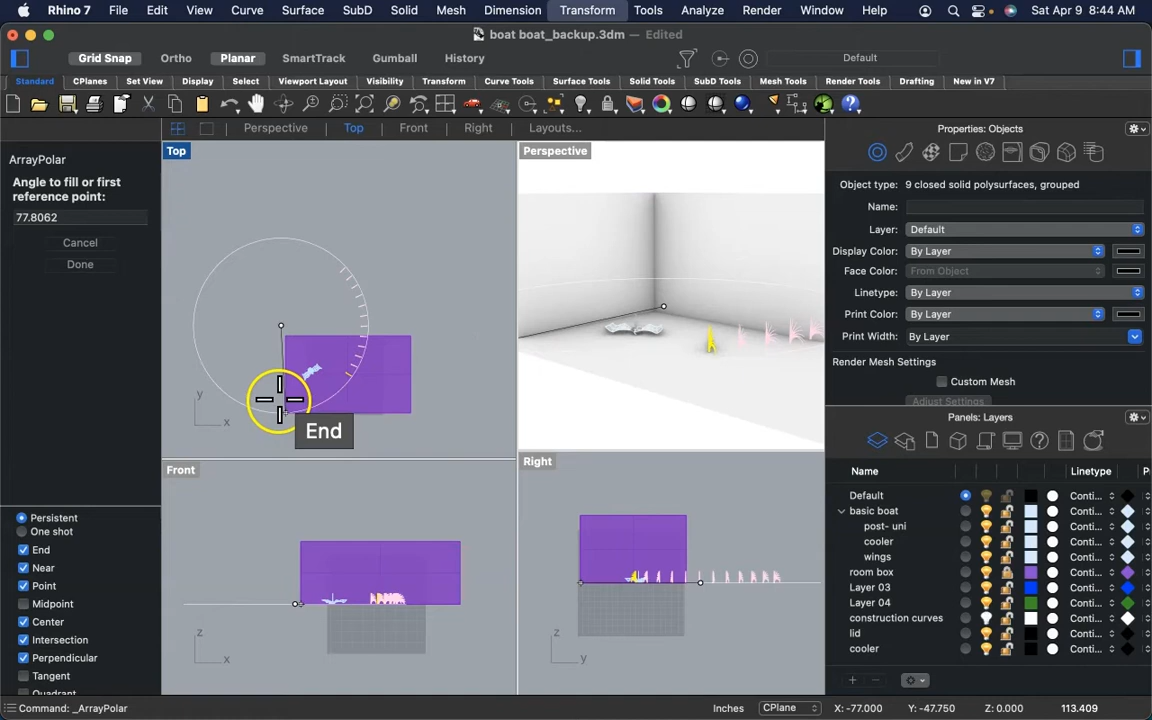 Rhino 7 File Edit View Curve Surface SubD Solid Mesh Dimension Transform Tools Analyze Render Window Help Sat Apr 9 8:44 AM
boat boat_backup.3dm — Edited
Grid Snap Ortho Planar SmartTrack Gumball History Default
Standard CPlanes Set View Display Select Viewport Layout Visibility Transform Curve Tools Surface Tools Solid Tools SubD Tools Mesh Tools Render Tools Drafting New in V7
Perspective Top Front Right Layouts...
ArrayPolar
Angle to fill or first
reference point:
77.8062
Cancel
Done
Persistent
One shot
End
Near
Point
Midpoint
Center
Intersection
Perpendicular
Tangent
Quadrant
Top
y
x
End
Perspective
Front
z
x
Right
z
y
Properties: Objects
Object type: 9 closed solid polysurfaces, grouped
Name:
Layer: Default
Display Color: By Layer
Face Color: From Object
Linetype: By Layer
Print Color: By Layer
Print Width: By Layer
Render Mesh Settings
Custom Mesh
Adjust Settings
Panels: Layers
Name Linetype P
Default Conti...
basic boat Conti...
post- uni Conti...
cooler Conti...
wings Conti...
room box Conti...
Layer 03 Conti...
Layer 04 Conti...
construction curves Conti...
lid Conti...
cooler Conti...
Command: _ArrayPolar Inches CPlane X: -77.000 Y: -47.750 Z: 0.000 113.409